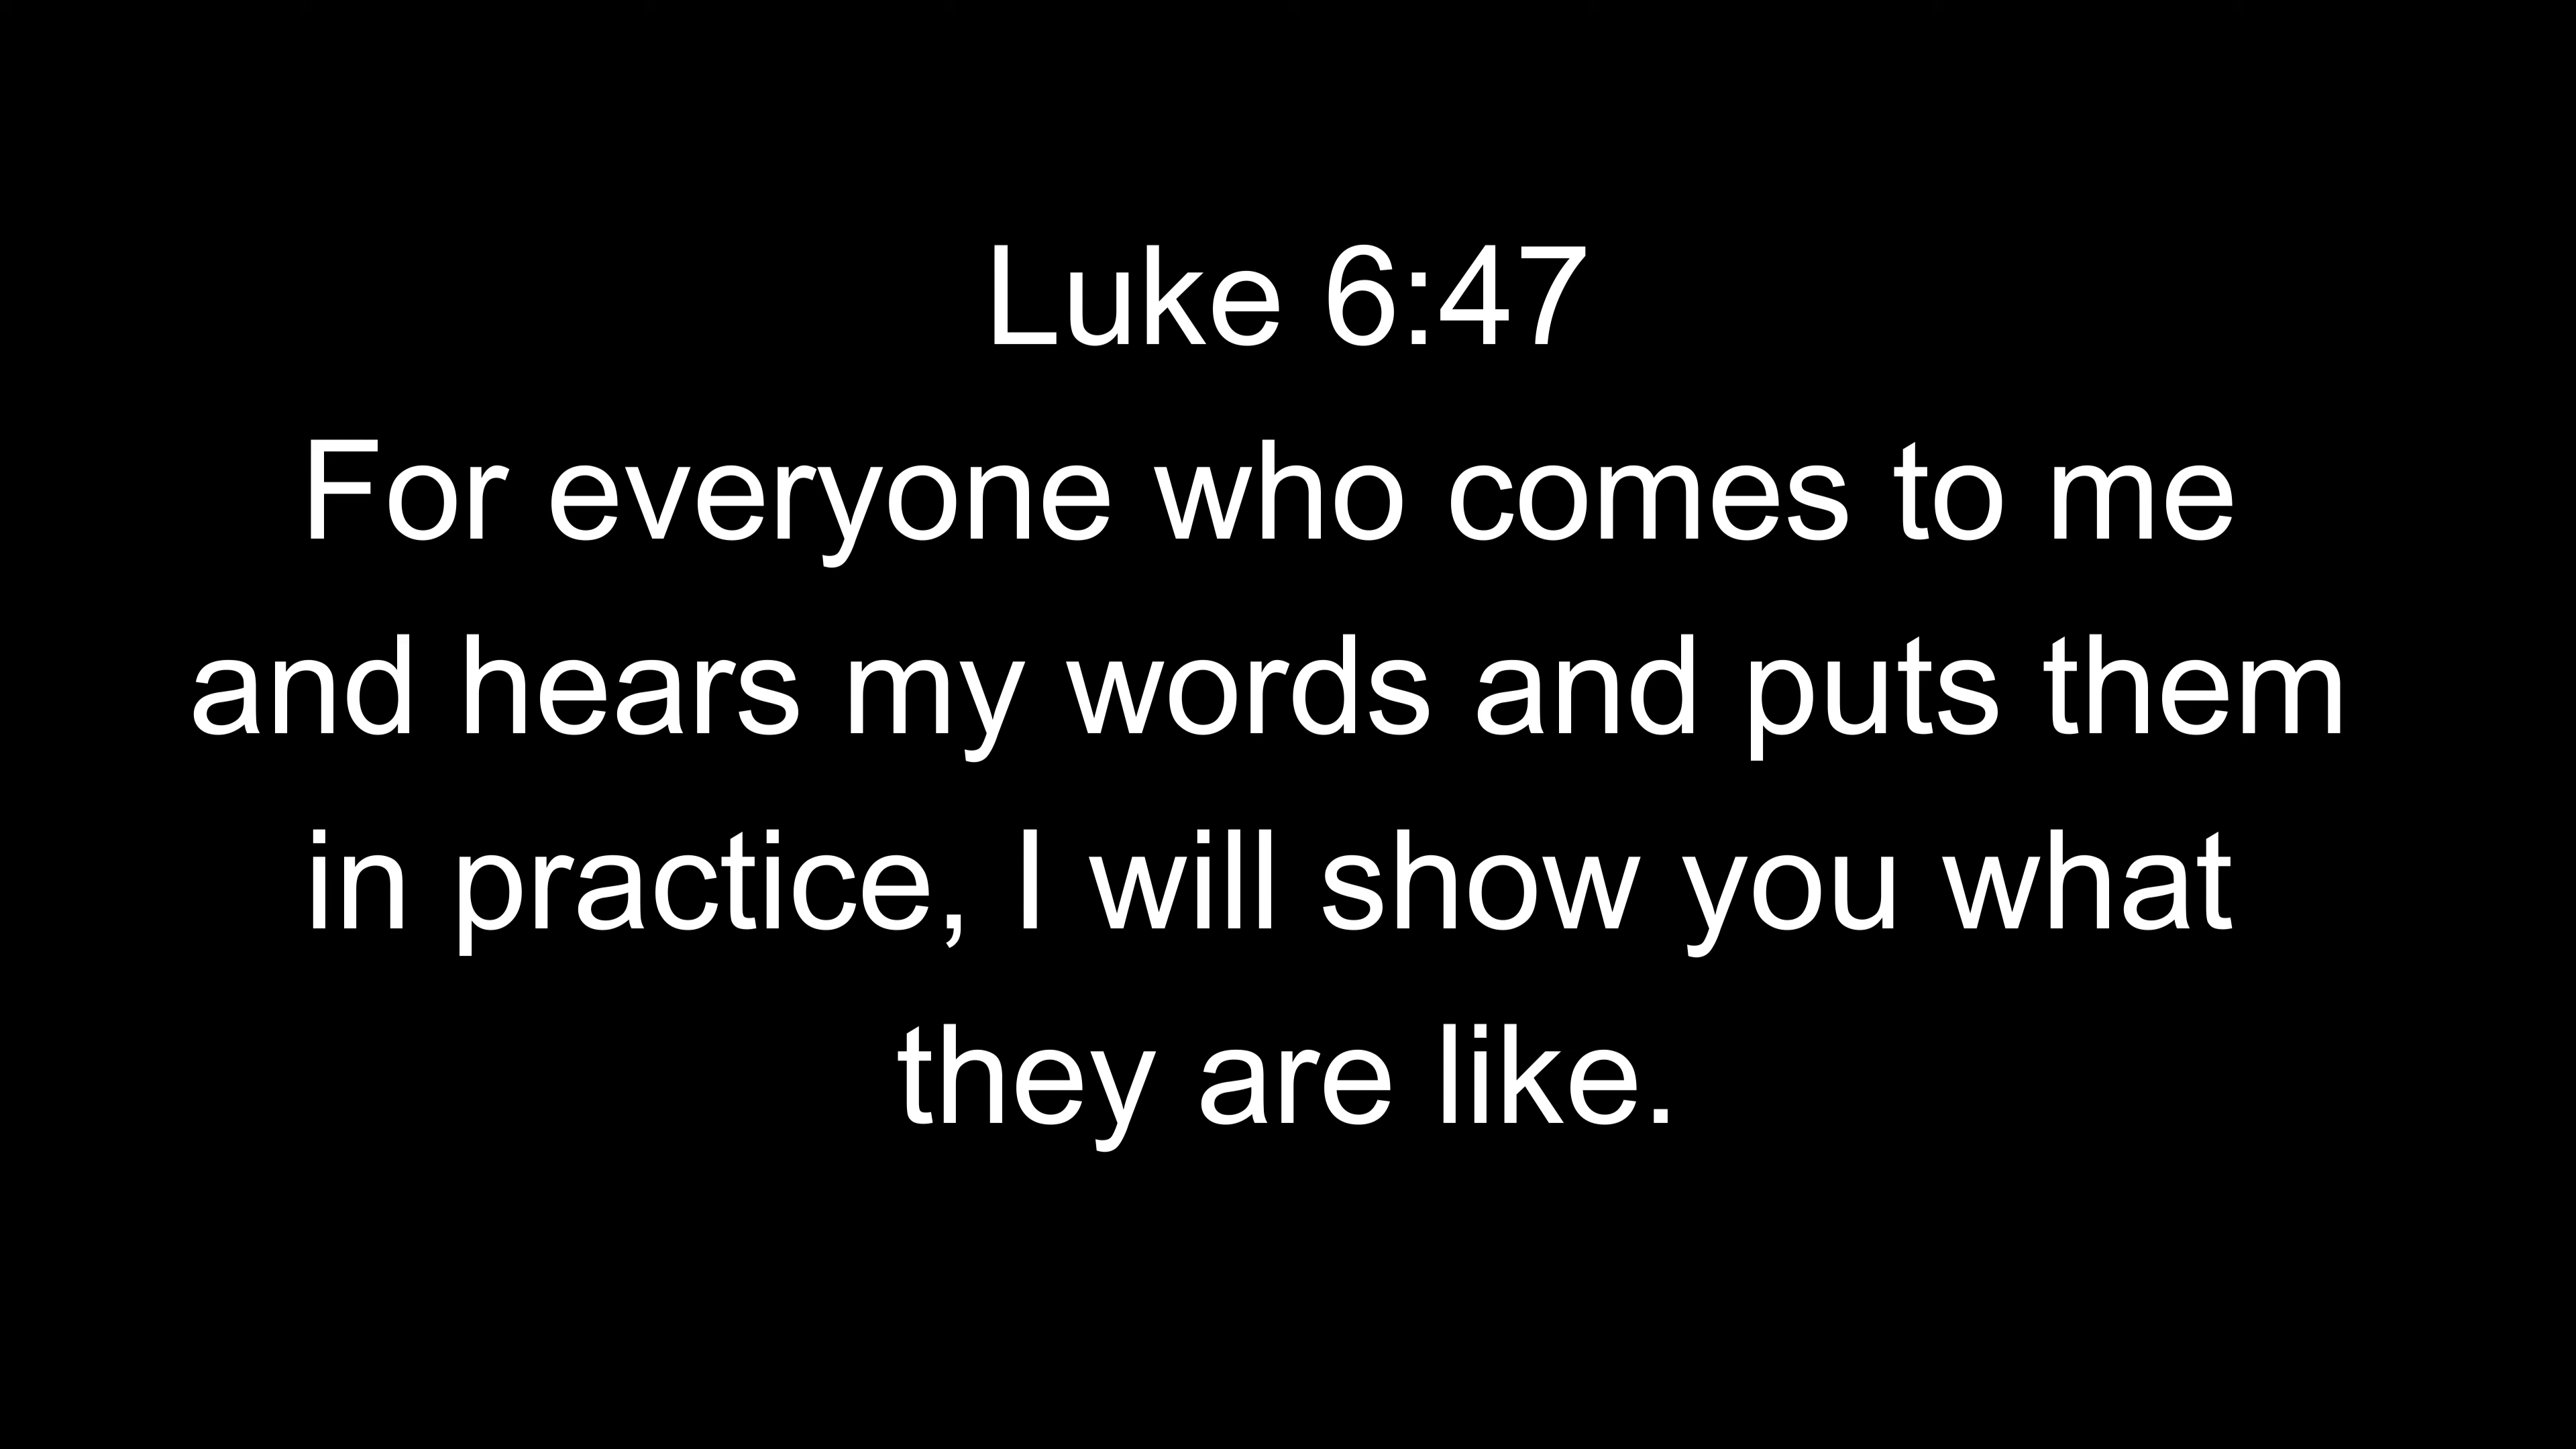 Luke 6:47
For everyone who comes to me
and hears my words and puts them
in practice, I will show you what
they are like.